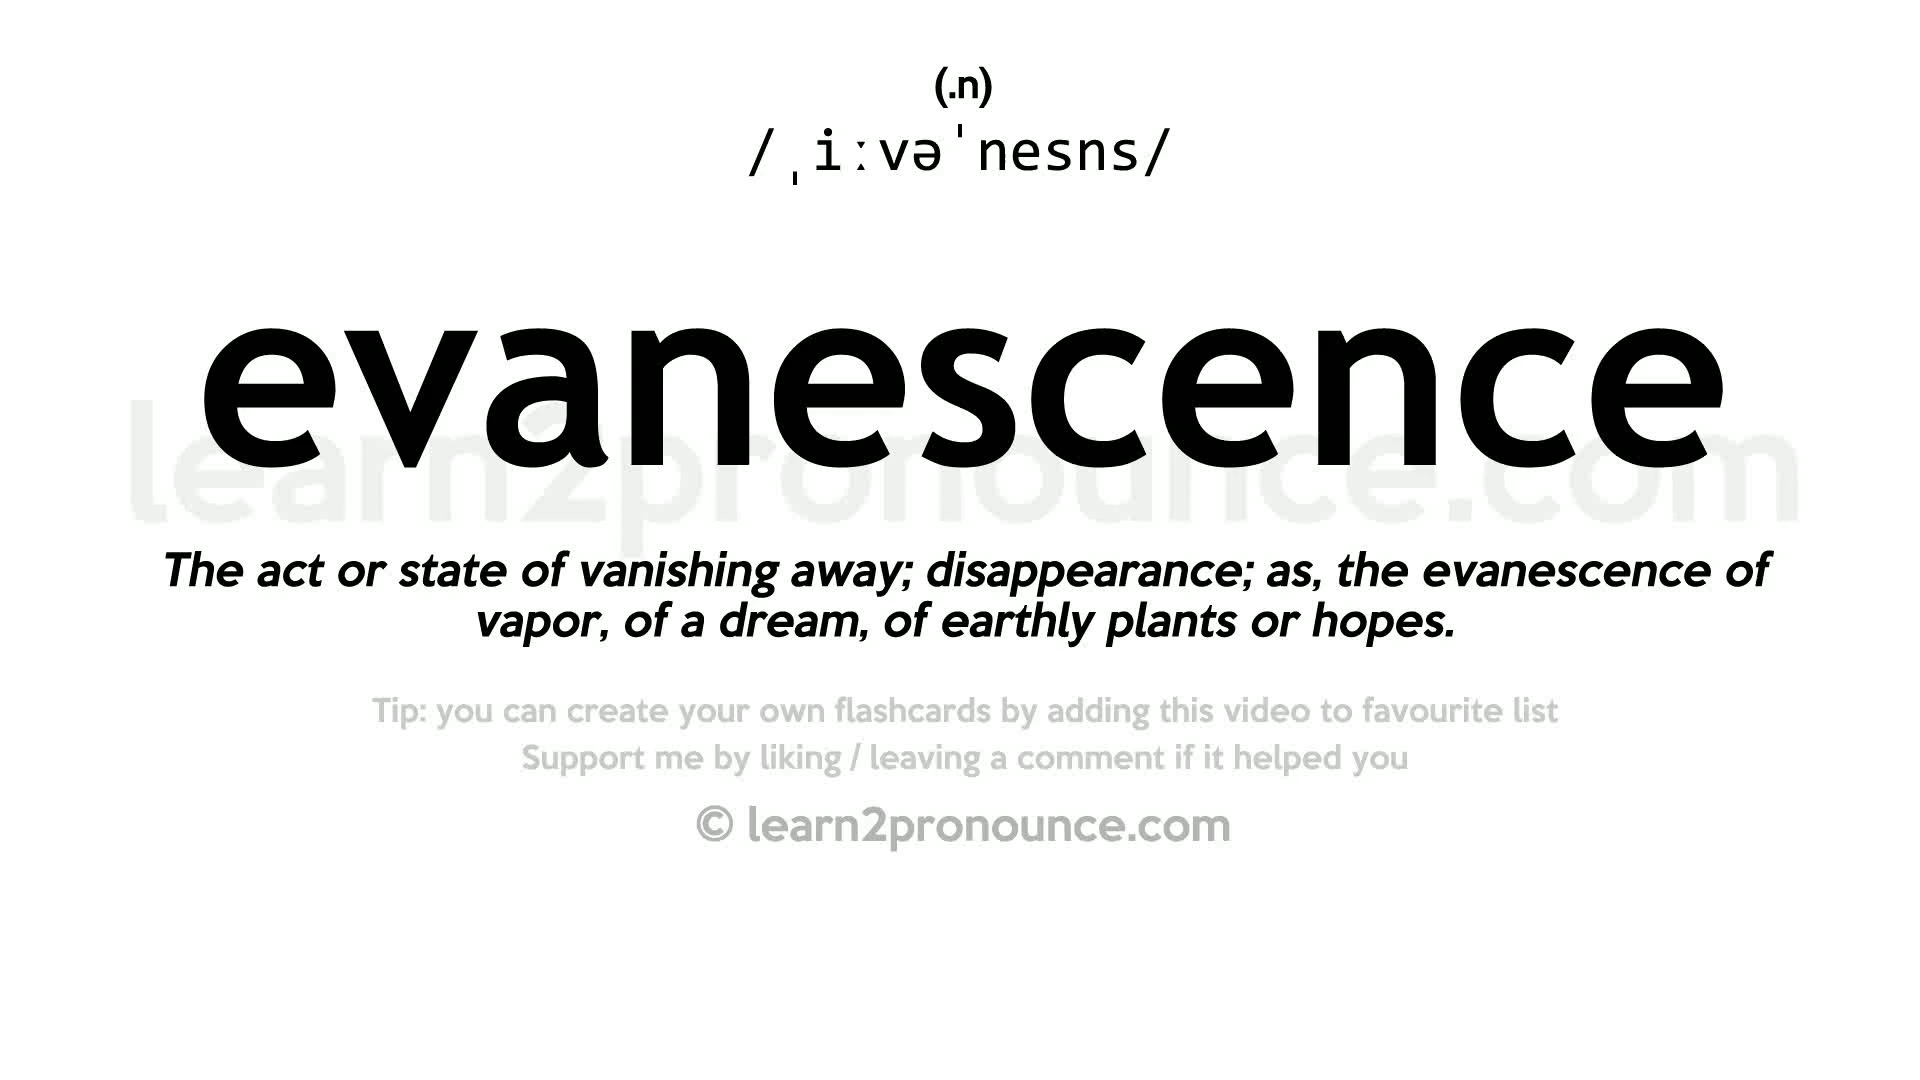 (.n)
/ˌiːvəˈnesns/
evanescence
learn2pronounce.com
The act or state of vanishing away; disappearance; as, the evanescence of
vapor, of a dream, of earthly plants or hopes.
Tip: you can create your own flashcards by adding this video to favourite list
Support me by liking / leaving a comment if it helped you
© learn2pronounce.com